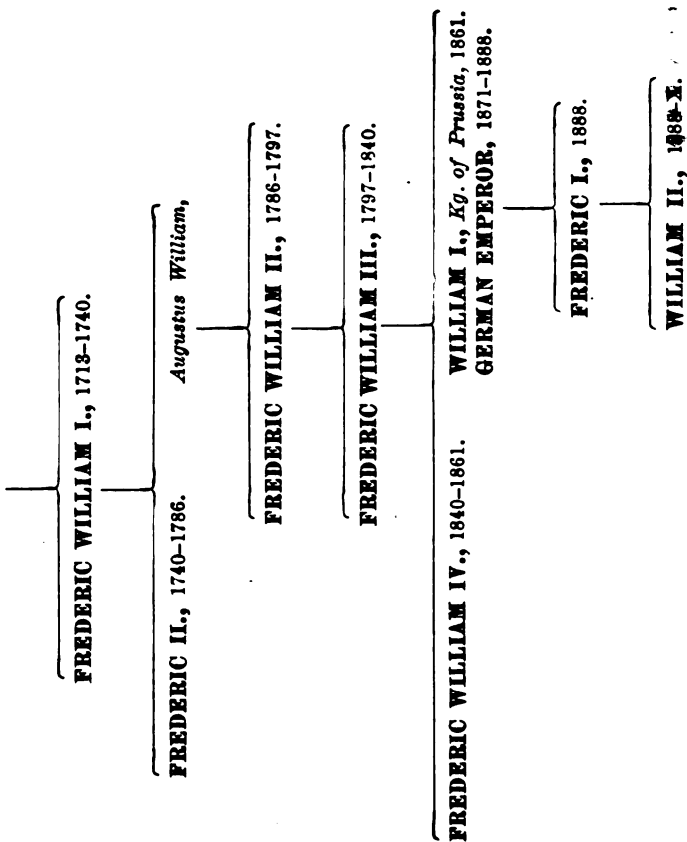 FREDERIC WILLIAM I., 1713-1740.
FREDERIC II., 1740-1786.
Augustus William,
FREDERIC WILLIAM II., 1786-1797.
FREDERIC WILLIAM III., 1797-1840.
FREDERIC WILLIAM IV., 1840-1861.
WILLIAM I., Kg. of Prussia, 1861.
GERMAN EMPEROR, 1871-1888.
FREDERIC I., 1888.
WILLIAM II.,